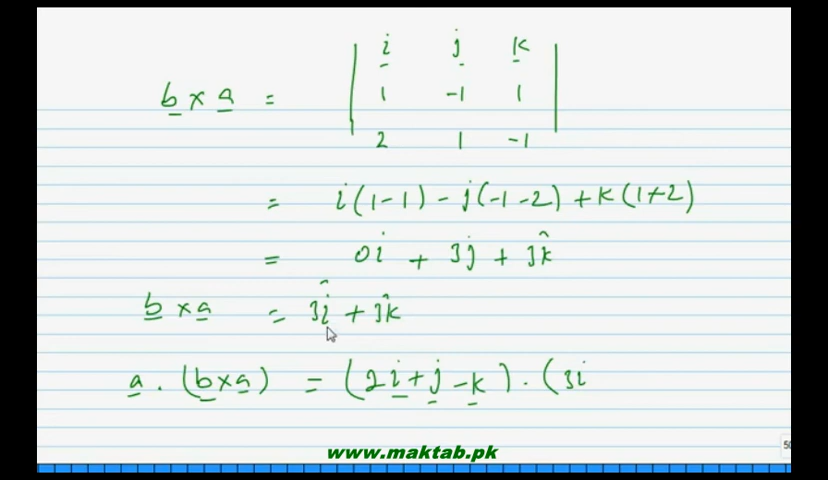 i j k
b × a = 1 -1 1
2 1 -1
= i(1-1) - j(-1-2) + k(1+2)
= 0i + 3j + 3k̂
b × a = 3î + 3k̂
a . (b×a) = (2i + j - k) . (3i
www.maktab.pk